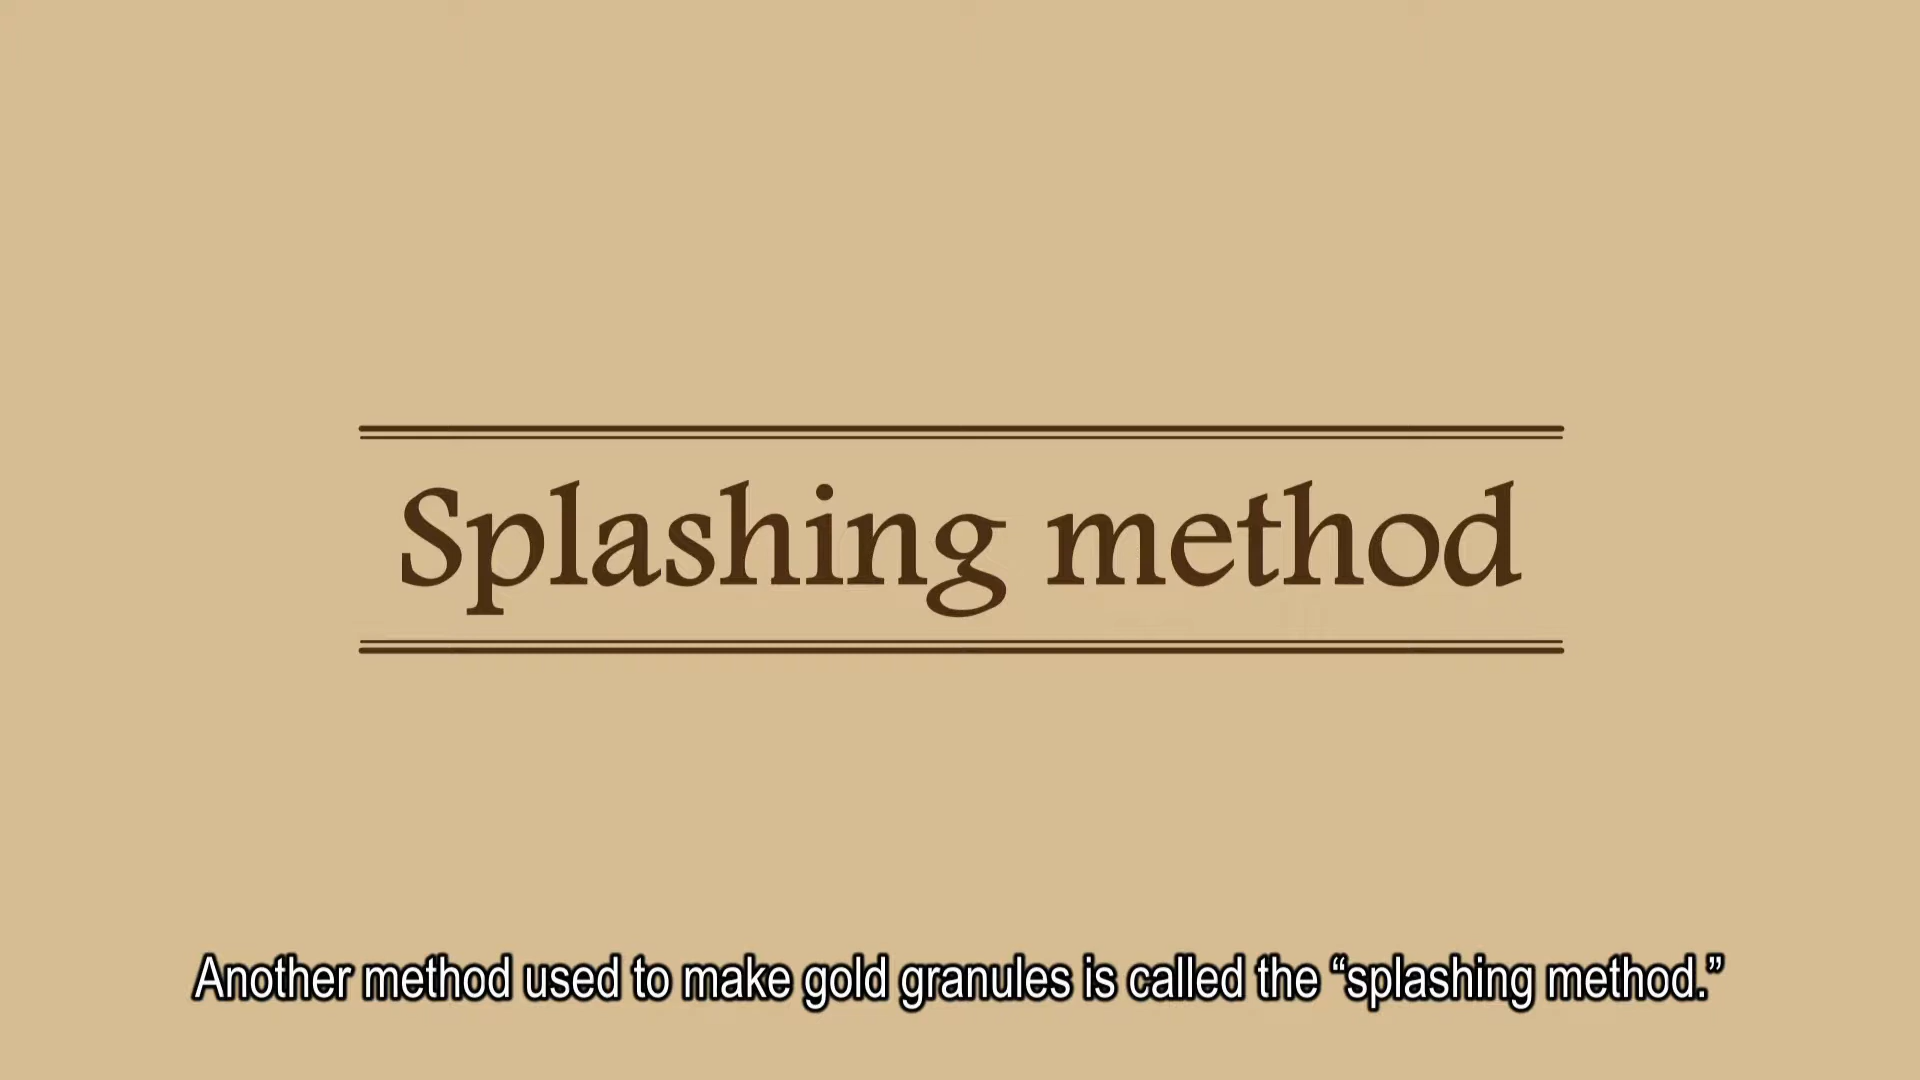 Splashing method
Another method used to make gold granules is called the “splashing method.”